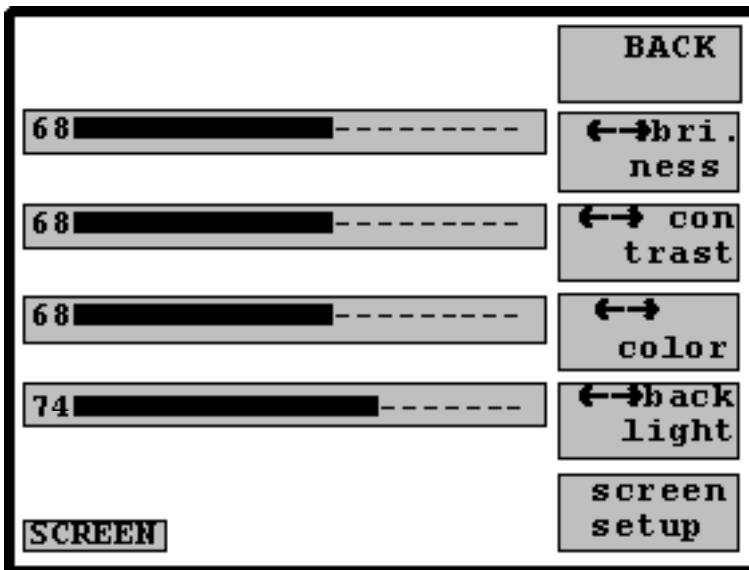 BACK
68 ---------
bri.
ness
68 ---------
con
trast
68 ---------
color
74 -------
back
light
screen
setup
SCREEN